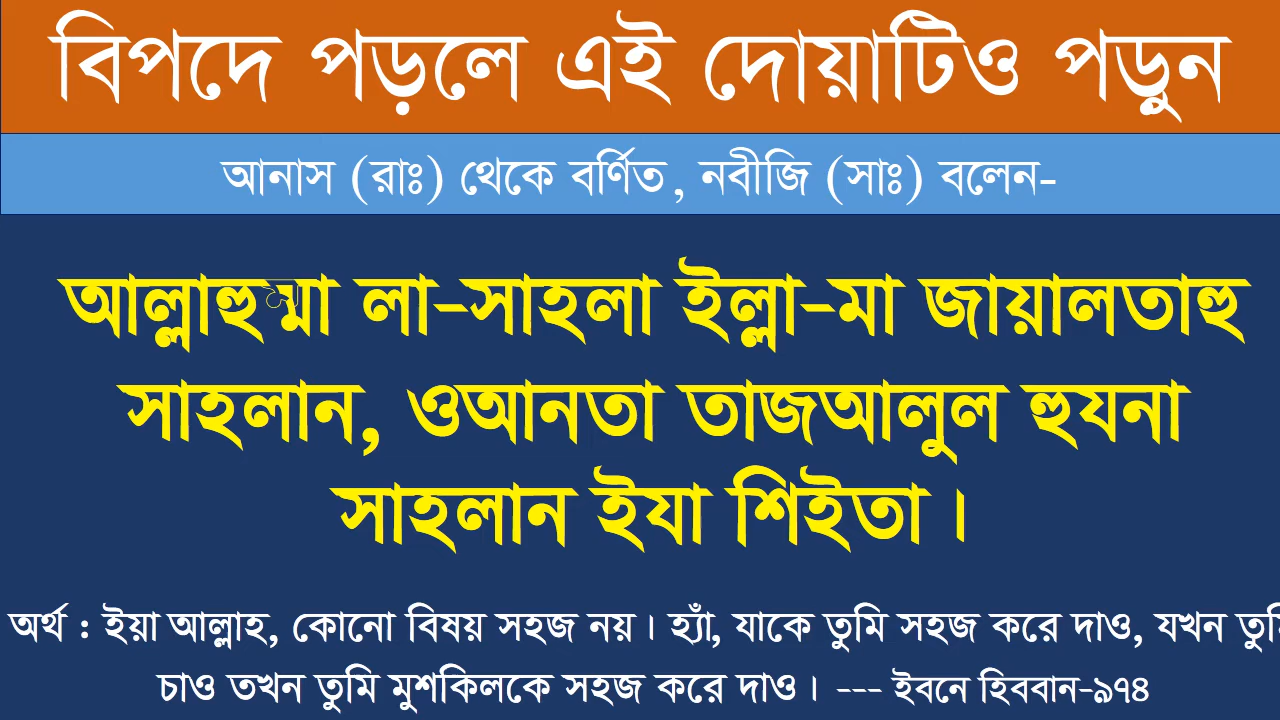 বিপদে পড়লে এই দোয়াটিও পড়ুন
আনাস (রাঃ) থেকে বর্ণিত, নবীজি (সাঃ) বলেন-
আল্লাহুম্মা লা-সাহলা ইল্লা-মা জায়ালতাহু
সাহলান, ওআনতা তাজআলুল হুযনা
সাহলান ইযা শিইতা।
অর্থ : ইয়া আল্লাহ, কোনো বিষয় সহজ নয়। হ্যাঁ, যাকে তুমি সহজ করে দাও, যখন তুমি
চাও তখন তুমি মুশকিলকে সহজ করে দাও। --- ইবনে হিববান-৯৭৪